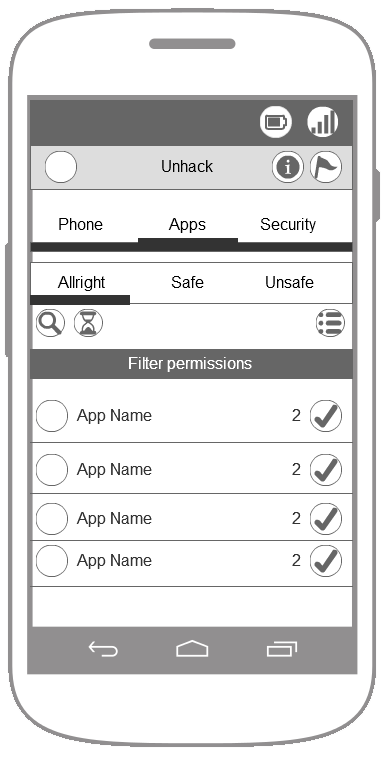 Unhack
Phone Apps Security
Allright Safe Unsafe
Filter permissions
App Name 2
App Name 2
App Name 2
App Name 2